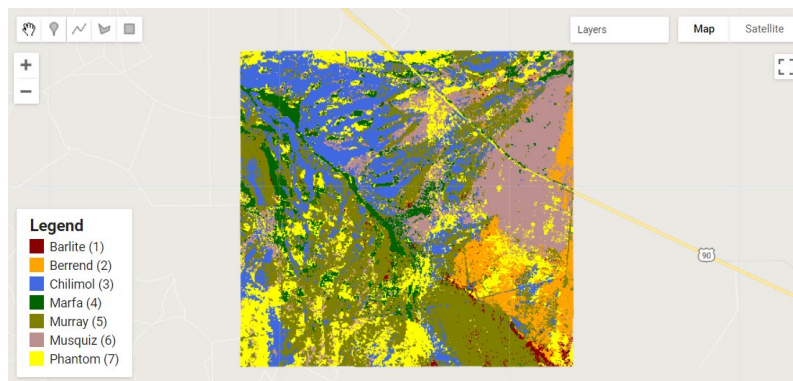 Layers
Map
Satellite
+
−
90
Legend
Barlite (1)
Berrend (2)
Chilimol (3)
Marfa (4)
Murray (5)
Musquiz (6)
Phantom (7)